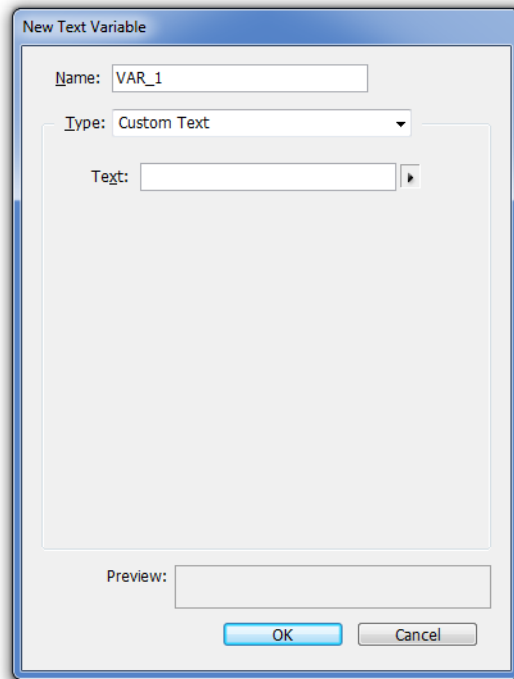 New Text Variable
Name: VAR_1
Type: Custom Text
Text:
Preview:
OK Cancel